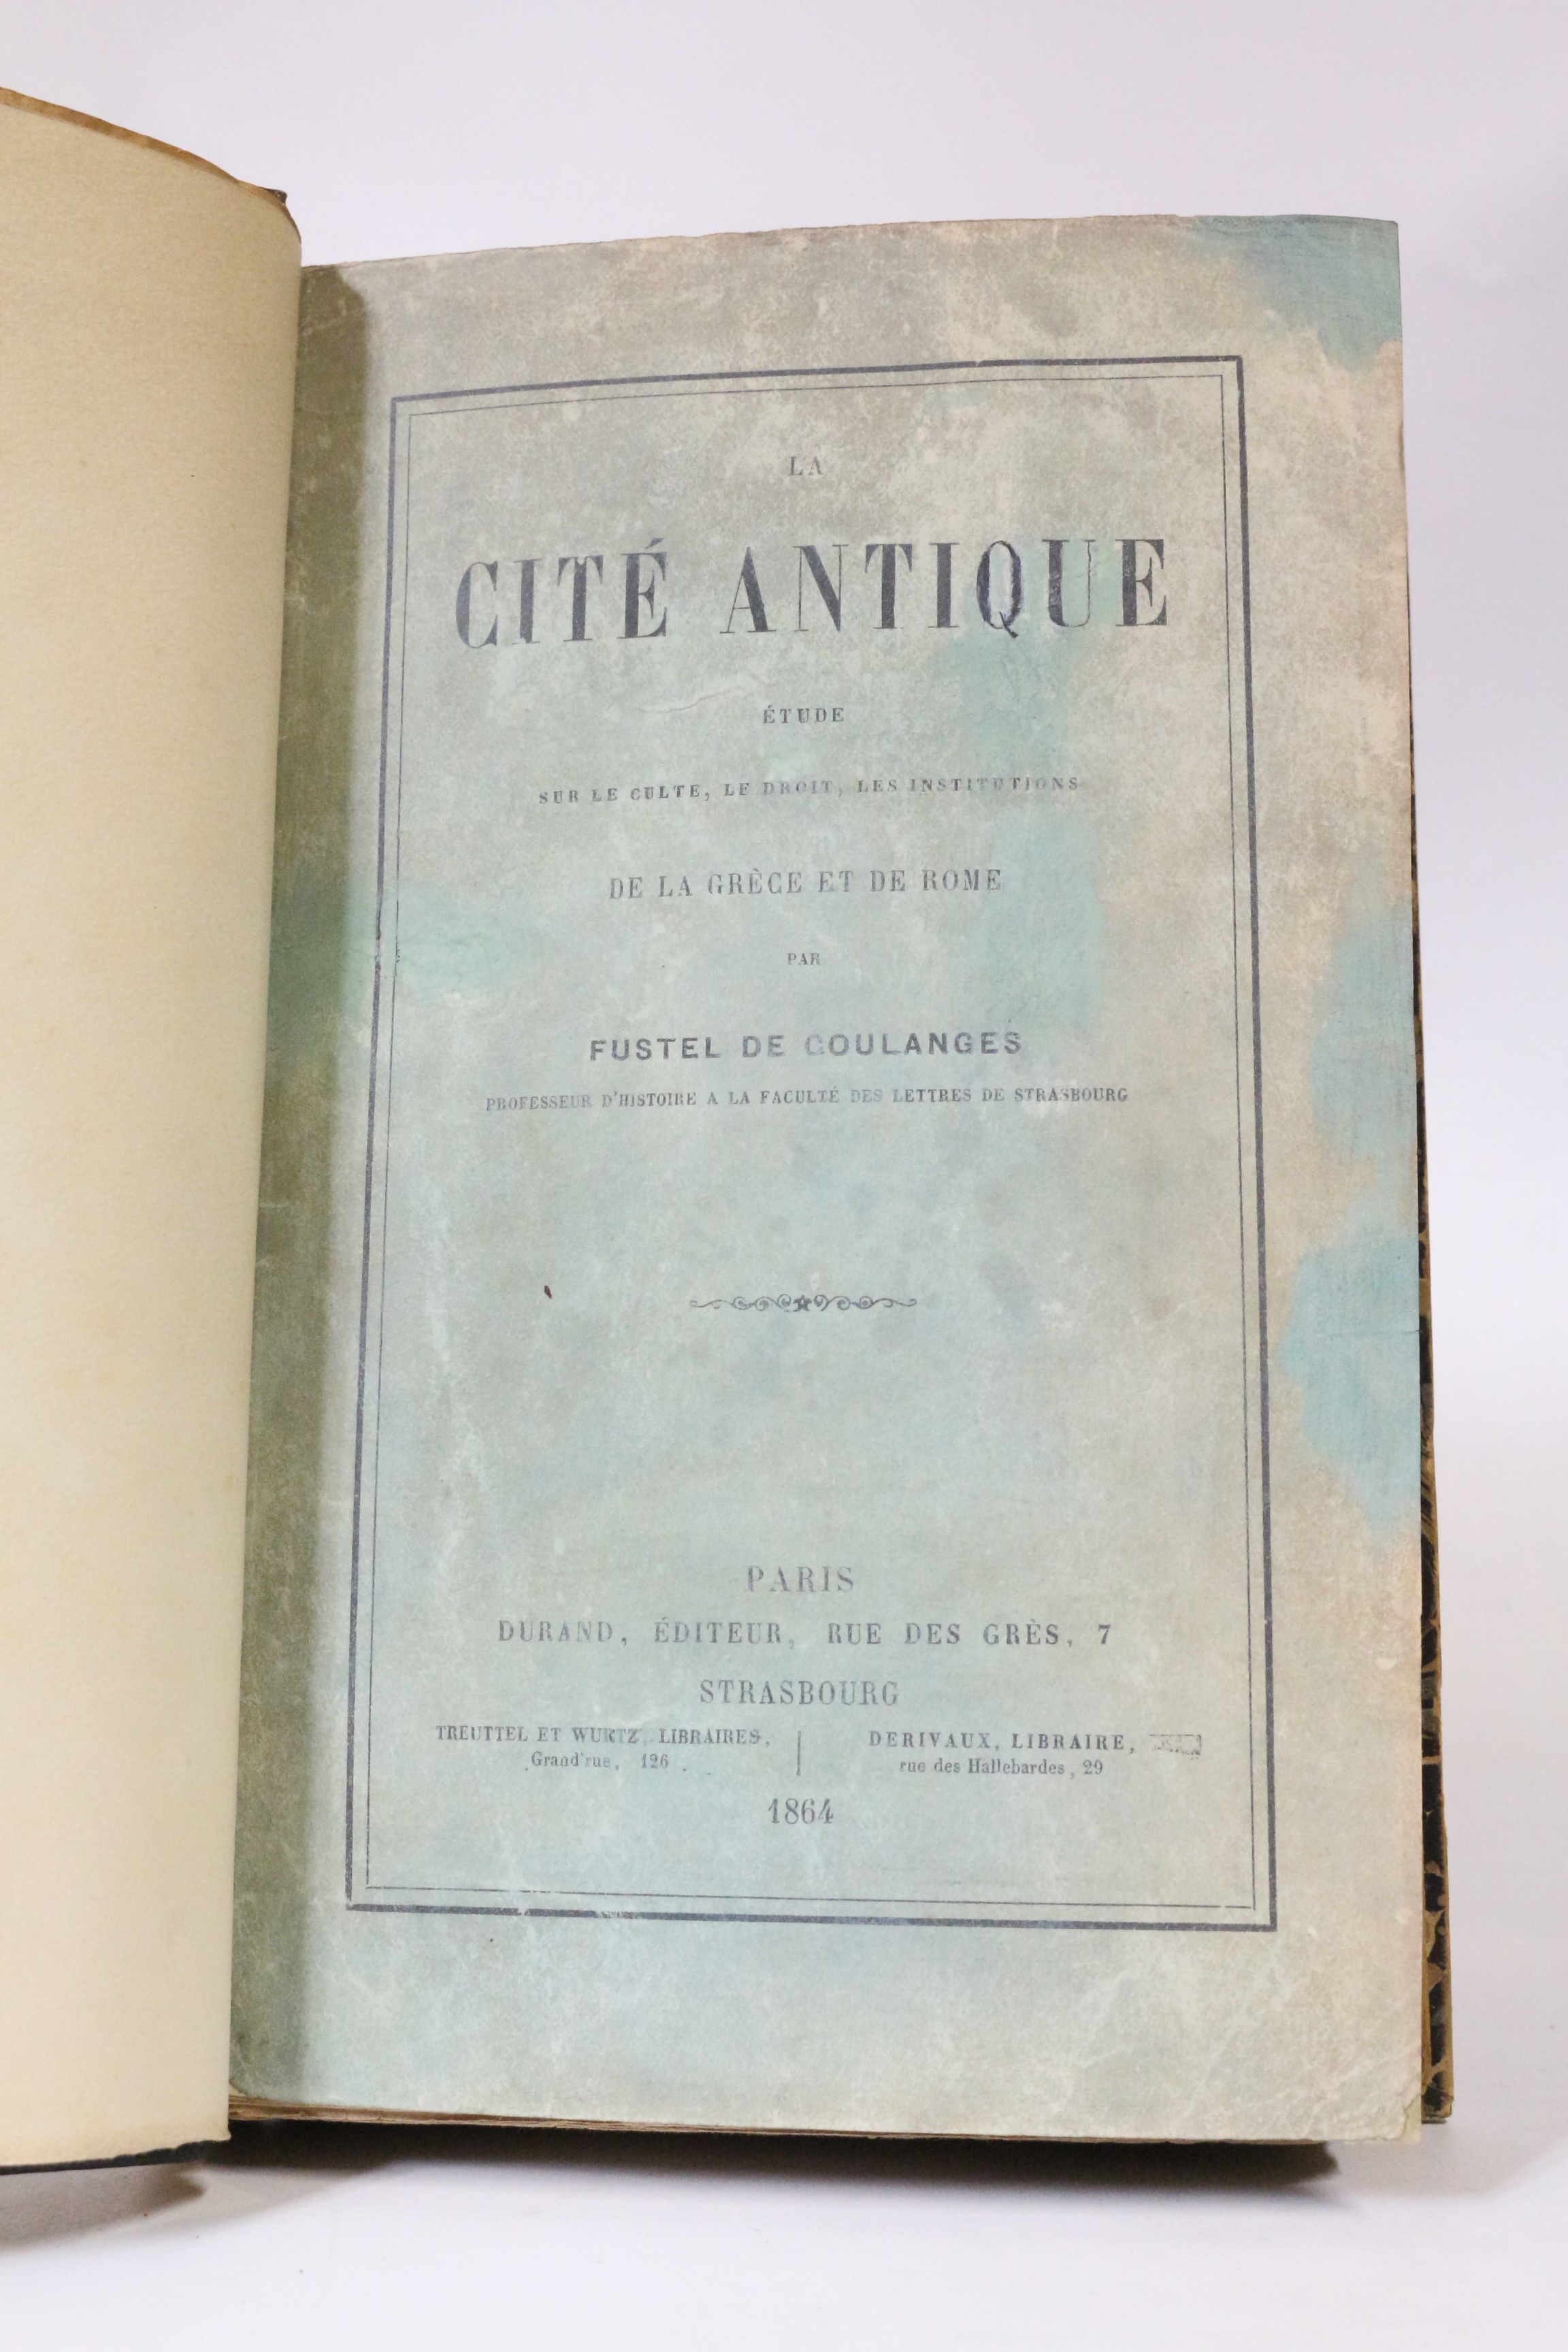 LA
CITÉ ANTIQUE
ÉTUDE
SUR LE CULTE, LE DROIT, LES INSTITUTIONS
DE LA GRÈCE ET DE ROME
PAR
FUSTEL DE COULANGES
PROFESSEUR D'HISTOIRE A LA FACULTÉ DES LETTRES DE STRASBOURG
PARIS
DURAND, ÉDITEUR, RUE DES GRÈS, 7
STRASBOURG
TREUTTEL ET WURTZ, LIBRAIRES,
Grand'rue, 126
DERIVAUX, LIBRAIRE,
rue des Hallebardes, 29
1864